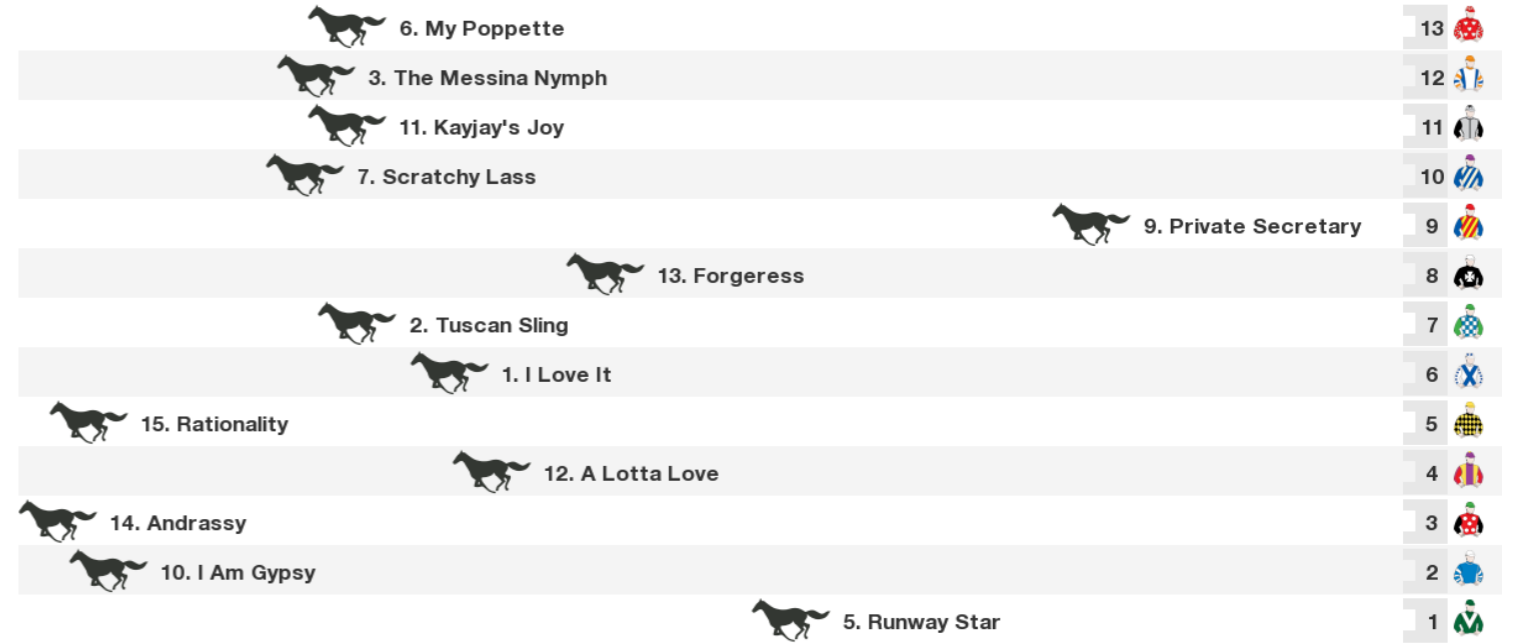 6. My Poppette 13
3. The Messina Nymph 12
11. Kayjay's Joy 11
7. Scratchy Lass 10
9. Private Secretary 9
13. Forgeress 8
2. Tuscan Sling 7
1. I Love It 6
15. Rationality 5
12. A Lotta Love 4
14. Andrassy 3
10. I Am Gypsy 2
5. Runway Star 1